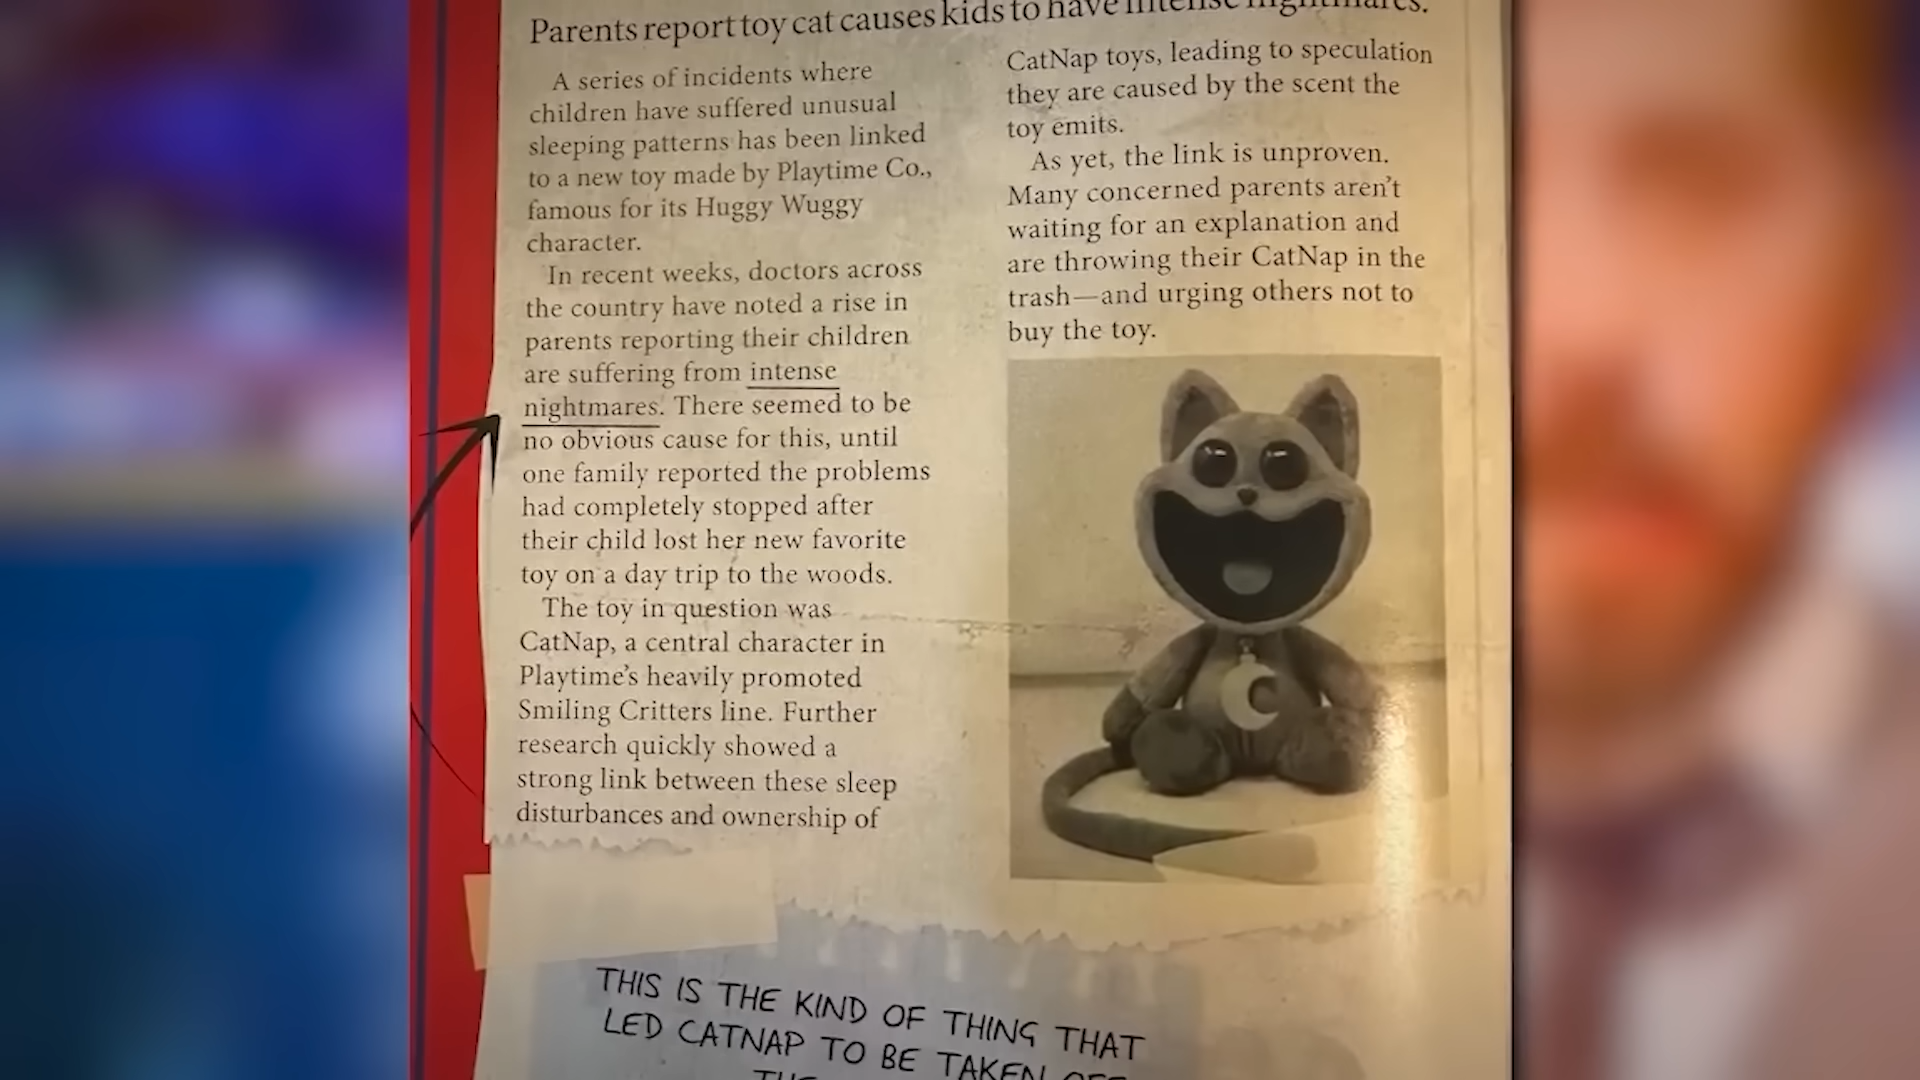 Parents report toy cat causes kids to have intense nightmares.
A series of incidents where
children have suffered unusual
sleeping patterns has been linked
to a new toy made by Playtime Co.,
famous for its Huggy Wuggy
character.
In recent weeks, doctors across
the country have noted a rise in
parents reporting their children
are suffering from intense
nightmares. There seemed to be
no obvious cause for this, until
one family reported the problems
had completely stopped after
their child lost her new favorite
toy on a day trip to the woods.
The toy in question was
CatNap, a central character in
Playtime's heavily promoted
Smiling Critters line. Further
research quickly showed a
strong link between these sleep
disturbances and ownership of
CatNap toys, leading to speculation
they are caused by the scent the
toy emits.
As yet, the link is unproven.
Many concerned parents aren't
waiting for an explanation and
are throwing their CatNap in the
trash—and urging others not to
buy the toy.
THIS IS THE KIND OF THING THAT
LED CATNAP TO BE TAKEN OFF
THE